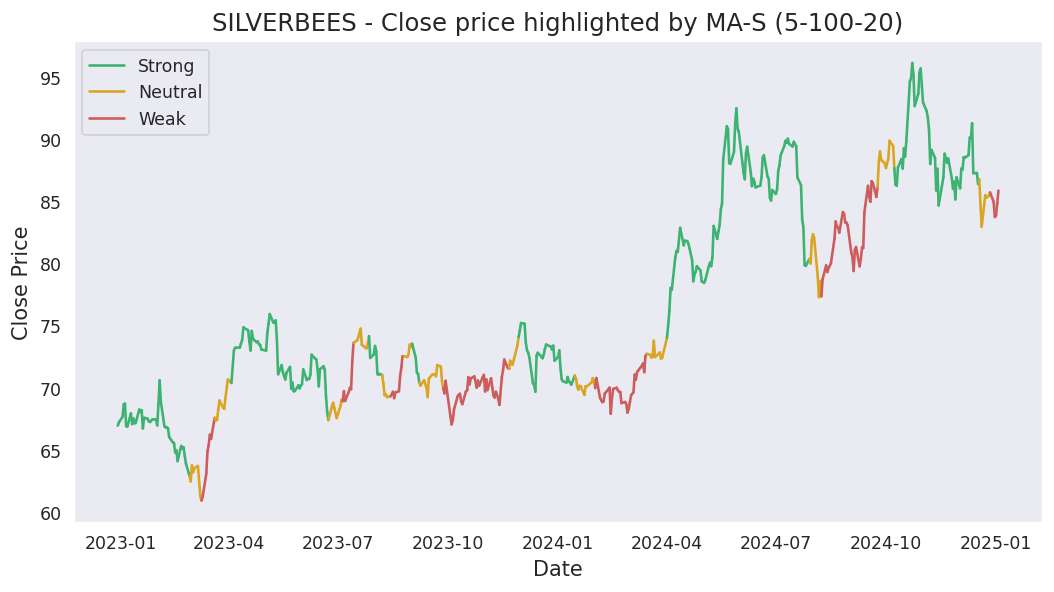 SILVERBEES - Close price highlighted by MA-S (5-100-20)
Strong
Neutral
Weak
Close Price
95
90
85
80
75
70
65
60
2023-01 2023-04 2023-07 2023-10 2024-01 2024-04 2024-07 2024-10 2025-01
Date